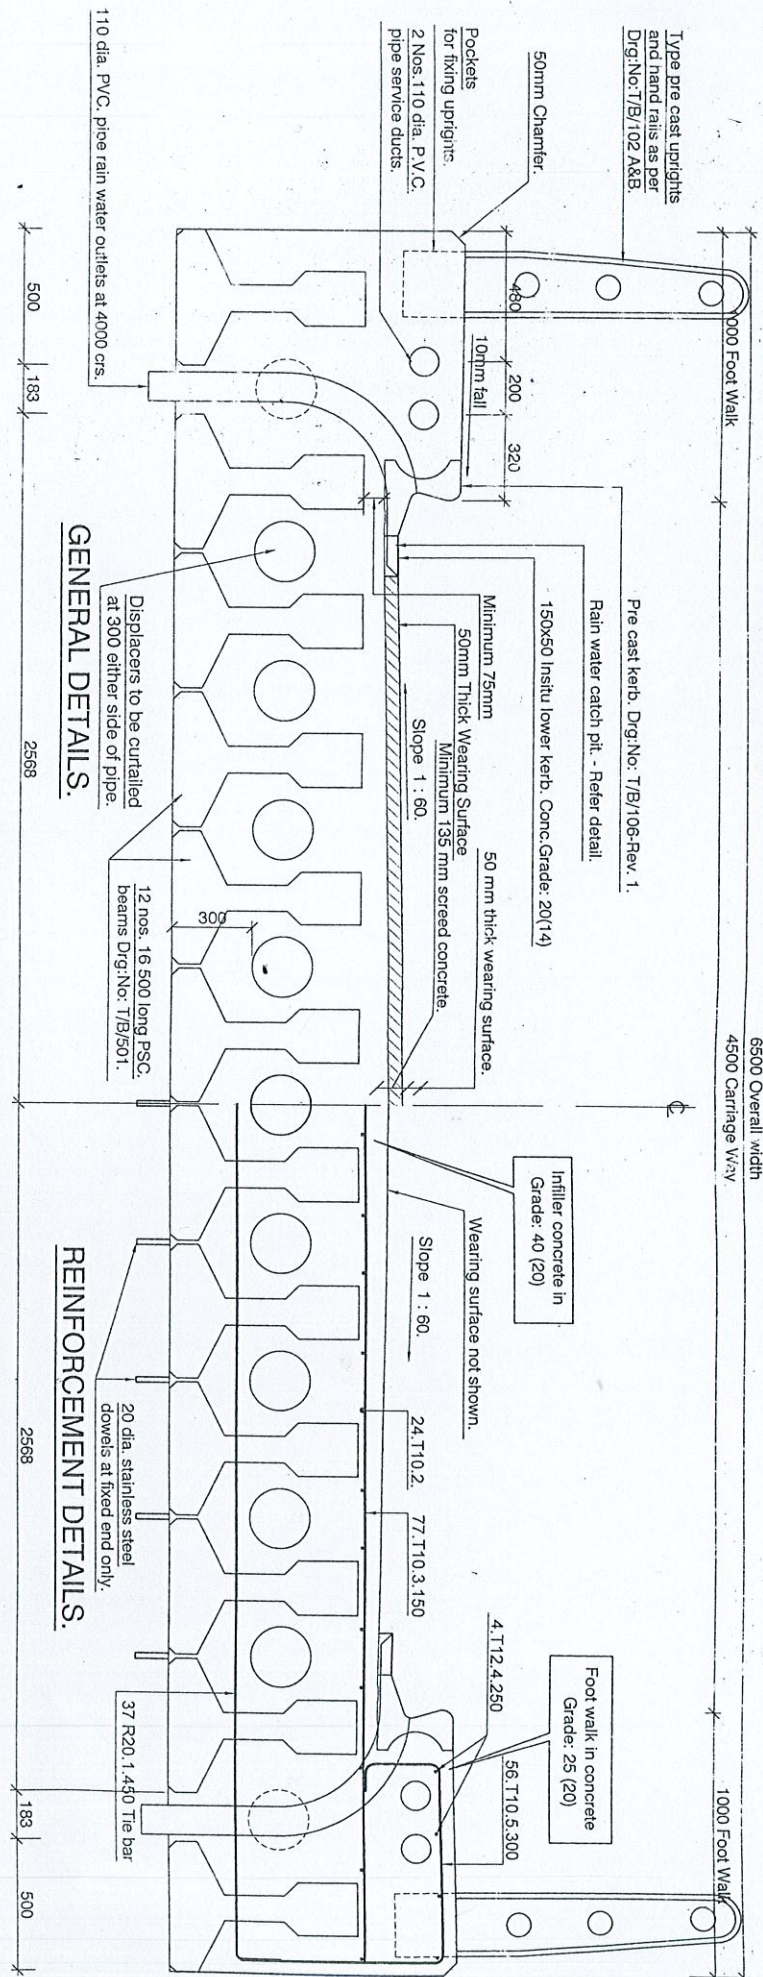 6500 Overall width
4500 Carriage Way
1000 Foot Walk
000 Foot Walk
Type pre cast uprights
and hand rails as per
Drg:No:T/B/102 A&B.
50mm Chamfer.
Pockets
for fixing uprights.
2 Nos.110 dia. P.V.C.
pipe service ducts.
110 dia. PVC. pipe rain water outlets at 4000 crs.
480
200
320
10mm fall
Pre cast kerb. Drg:No: T/B/106-Rev. 1.
Rain water catch pit. - Refer detail.
150x50 Insitu lower kerb. Conc.Grade: 20(14)
Minimum 75mm
50mm Thick Wearing Surface
Minimum 135 mm screed concrete.
50 mm thick wearing surface.
Slope 1 : 60.
Infiller concrete in
Grade: 40 (20)
Wearing surface not shown.
Slope 1 : 60.
24.T10.2.
77.T10.3.150
4.T12.4.250
56.T10.5.300
Foot walk in concrete
Grade: 25 (20)
300
Displacers to be curtailed
at 300 either side of pipe.
12 nos. 16 500 long PSC.
beams Drg:No: T/B/501.
20 dia. stainless steel
dowels at fixed end only.
37 R20.1.450 Tie bar
GENERAL DETAILS.
REINFORCEMENT DETAILS.
500
183
2568
2568
183
500